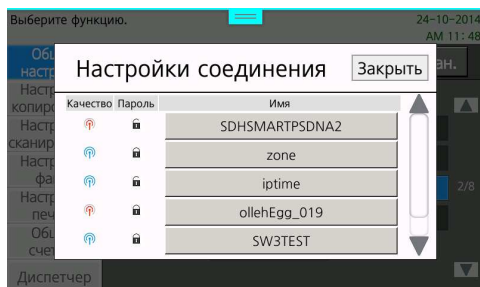 Выберите функцию.
24-10-2014
AM 11:48
Настройки соединения
Закрыть
Качество Пароль Имя
SDHSMARTPSDNA2
zone
iptime
ollehEgg_019
SW3TEST
2/8
Диспетчер